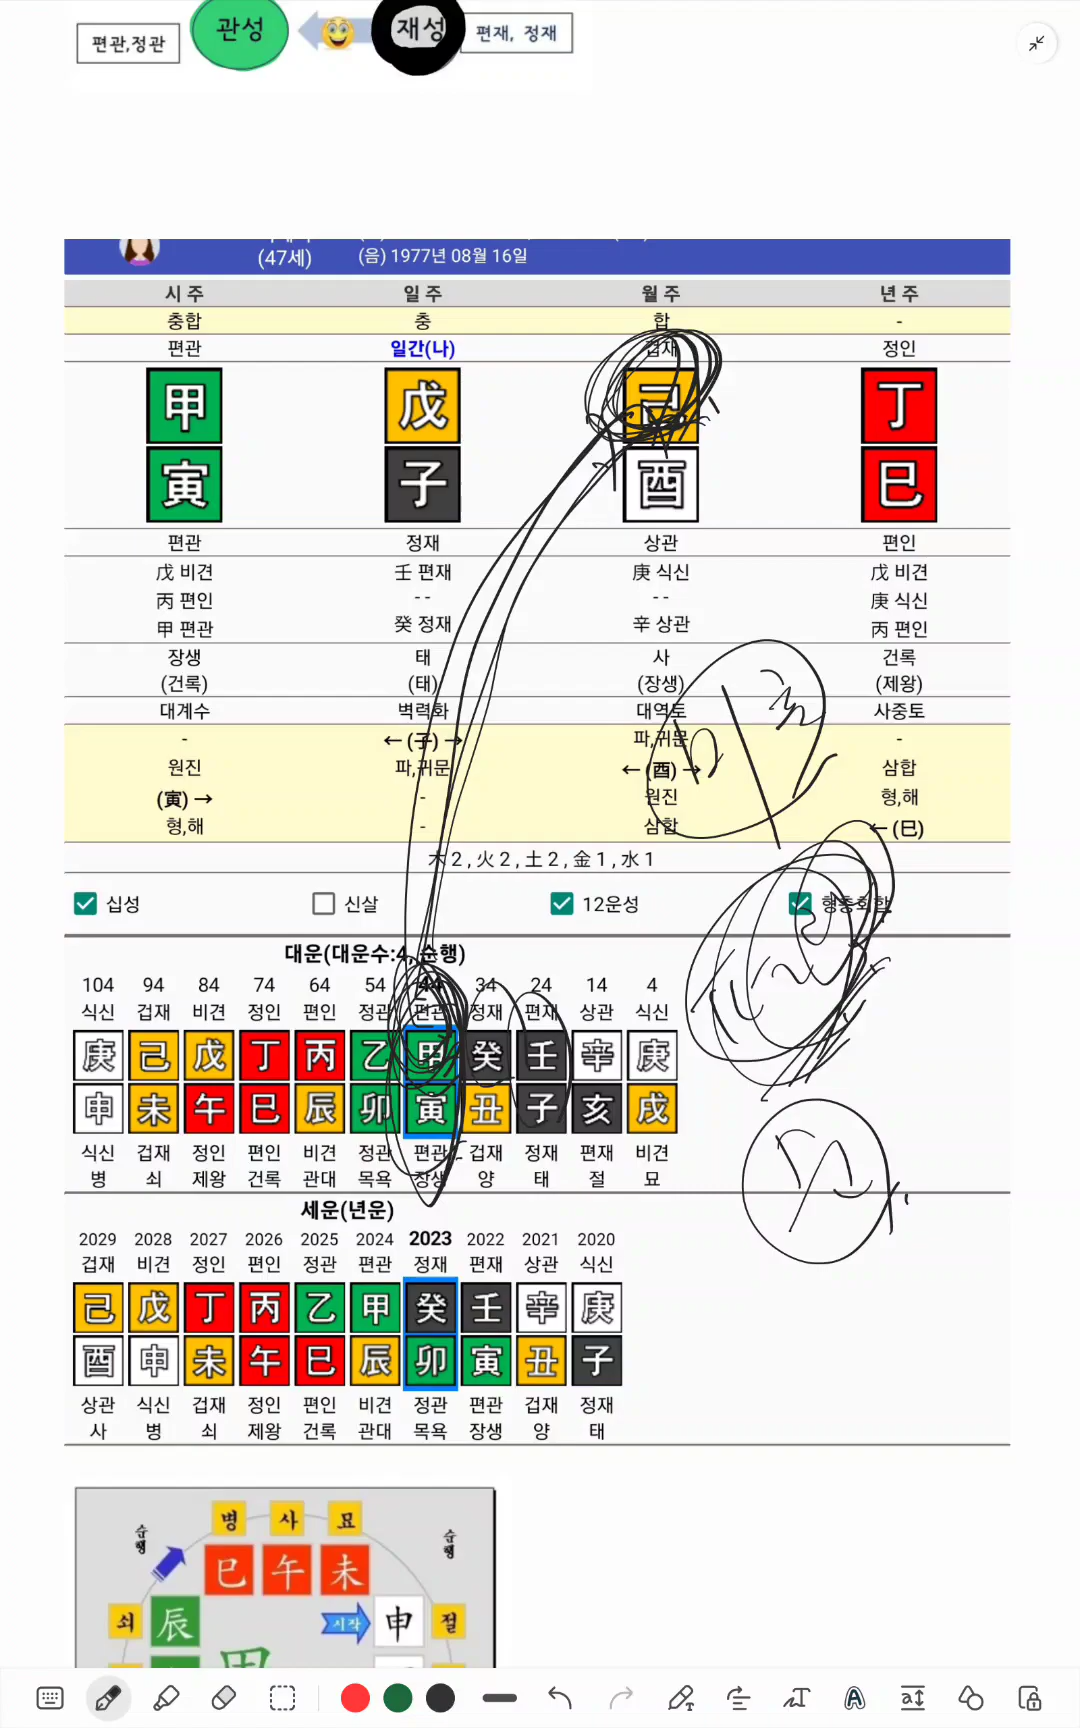 편관,정관
관성
재성
편재, 정재
(47세) (음) 1977년 08월 16일
시 주 일 주 월 주 년 주
충합 충 합 -
편관 일간(나) 겁재 정인
甲 戊 己 丁
寅 子 酉 巳
편관 정재 상관 편인
戊 비견 壬 편재 庚 식신 戊 비견
丙 편인 - - - - 庚 식신
甲 편관 癸 정재 辛 상관 丙 편인
장생 태 사 건록
(건록) (태) (장생) (제왕)
대계수 벽력화 대역토 사중토
- ←(子)→ 파,귀문 -
원진 파,귀문 ←(酉)→ 삼합
(寅)→ - 원진 형,해
형,해 - 삼합 ←(巳)
木2,火2,土2,金1,水1
십성 신살 12운성 형충회합
대운(대운수:4, 순행)
104 94 84 74 64 54 44 34 24 14 4
식신 겁재 비견 정인 편인 정관 편관 정재 편재 상관 식신
庚 己 戊 丁 丙 乙 甲 癸 壬 辛 庚
申 未 午 巳 辰 卯 寅 丑 子 亥 戌
식신 겁재 정인 편인 비견 정관 편관 겁재 정재 편재 비견
병 쇠 제왕 건록 관대 목욕 장생 양 태 절 묘
세운(년운)
2029 2028 2027 2026 2025 2024 2023 2022 2021 2020
겁재 비견 정인 편인 정관 편관 정재 편재 상관 식신
己 戊 丁 丙 乙 甲 癸 壬 辛 庚
酉 申 未 午 巳 辰 卯 寅 丑 子
상관 식신 겁재 정인 편인 비견 정관 편관 겁재 정재
사 병 쇠 제왕 건록 관대 목욕 장생 양 태
병 사 묘
순행 순행
巳 午 未
쇠 辰 시작 申 절